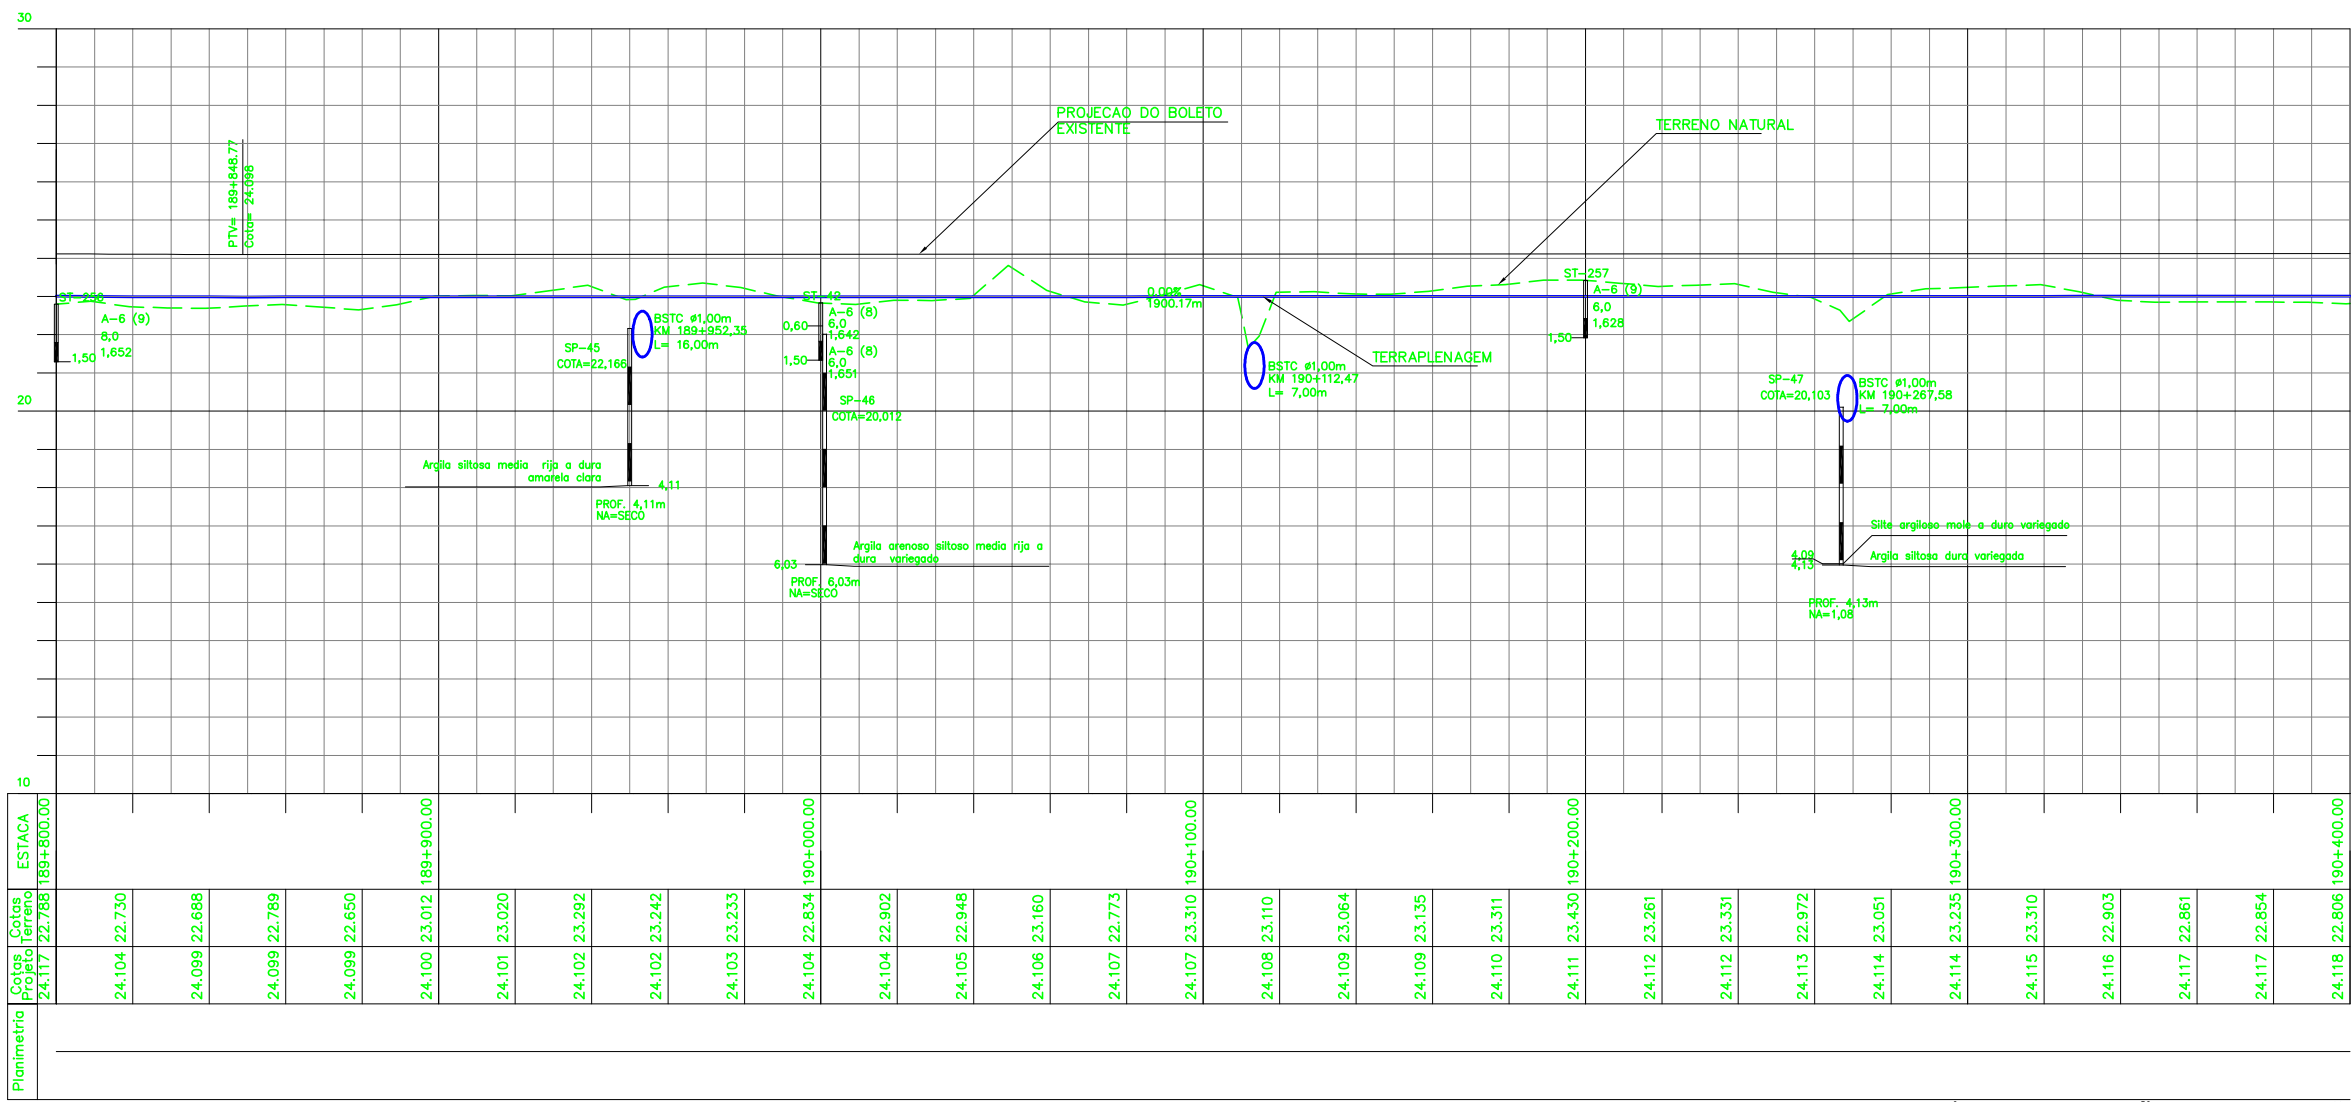 30
PROJECAO DO BOLETO
EXISTENTE
TERRENO NATURAL
PTV= 189+848.77
Cota= 24.098
ST-257
A-6 (9)
6,0
1,628
1,50
A-6 (9)
8,0
1,652
1,50
0,60
A-6 (8)
6,0
1,642
A-6 (8)
6,0
1,651
1,50
1900.17m
BSTC ø1,00m
KM 189+952,35
L= 16,00m
SP-45
COTA=22,166
TERRAPLENAGEM
BSTC ø1,00m
KM 190+112,47
L= 7,00m
SP-47
COTA=20,103
BSTC ø1,00m
KM 190+267,58
L= 7,00m
20
SP-46
COTA=20,012
Argila siltosa media rija a dura
amarela clara
4,11
PROF. 4,11m
NA=SECO
Argila arenoso siltoso media rija a
dura variegado
6.03
PROF. 6,03m
NA=SECO
Silte argiloso mole a duro variegado
4,09
Argila siltosa dura variegada
4,13
PROF. 4,13m
NA=1,08
10
ESTACA
189+800.00 189+900.00 190+000.00 190+100.00 190+200.00 190+300.00 190+400.00
Cotas
Terreno
22.788 22.730 22.688 22.789 22.650 23.012 23.020 23.292 23.242 23.233 22.834 22.902 22.948 23.160 22.773 23.310 23.110 23.064 23.135 23.311 23.430 23.261 23.331 22.972 23.051 23.235 23.310 22.903 22.861 22.854 22.806
Cotas
Projeto
24.117 24.104 24.099 24.099 24.099 24.100 24.101 24.102 24.102 24.103 24.104 24.104 24.105 24.106 24.107 24.107 24.108 24.109 24.109 24.110 24.111 24.112 24.112 24.113 24.114 24.114 24.115 24.116 24.117 24.117 24.118
Planimetria